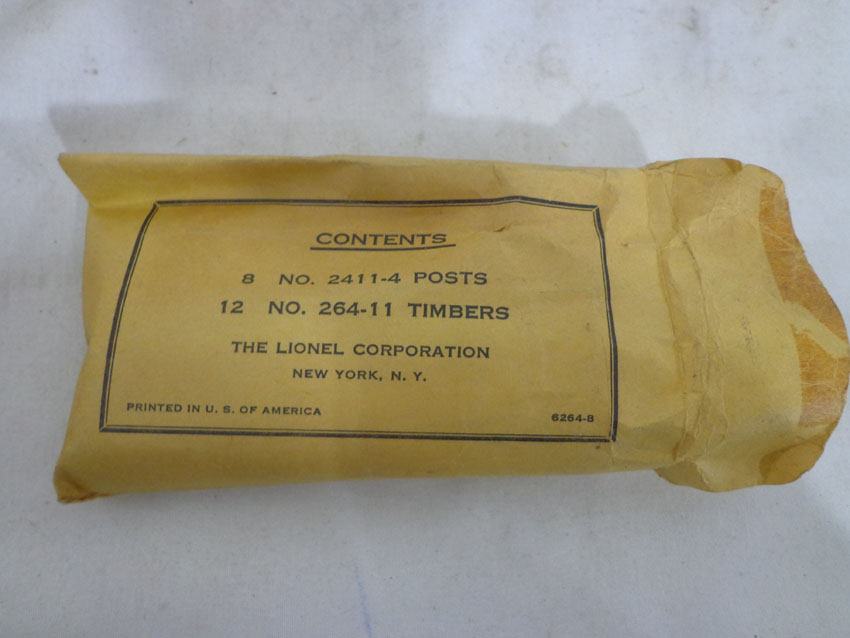 CONTENTS
8 NO. 2411-4 POSTS
12 NO. 264-11 TIMBERS
THE LIONEL CORPORATION
NEW YORK, N. Y.
PRINTED IN U. S. OF AMERICA 6264-8